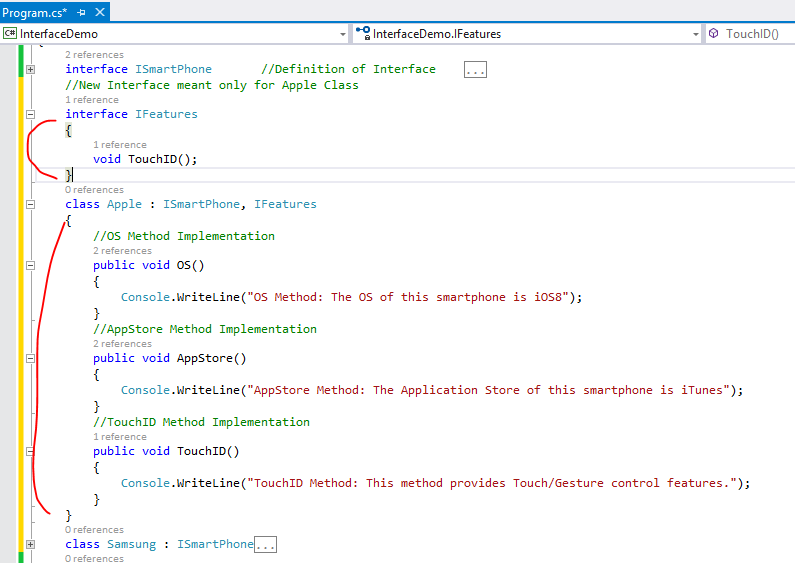 Program.cs*
InterfaceDemo InterfaceDemo.IFeatures TouchID()
2 references
interface ISmartPhone //Definition of Interface ...
//New Interface meant only for Apple Class
1 reference
interface IFeatures
{
1 reference
void TouchID();
}
0 references
class Apple : ISmartPhone, IFeatures
{
//OS Method Implementation
2 references
public void OS()
{
Console.WriteLine("OS Method: The OS of this smartphone is iOS8");
}
//AppStore Method Implementation
2 references
public void AppStore()
{
Console.WriteLine("AppStore Method: The Application Store of this smartphone is iTunes");
}
//TouchID Method Implementation
1 reference
public void TouchID()
{
Console.WriteLine("TouchID Method: This method provides Touch/Gesture control features.");
}
}
0 references
class Samsung : ISmartPhone...
0 references